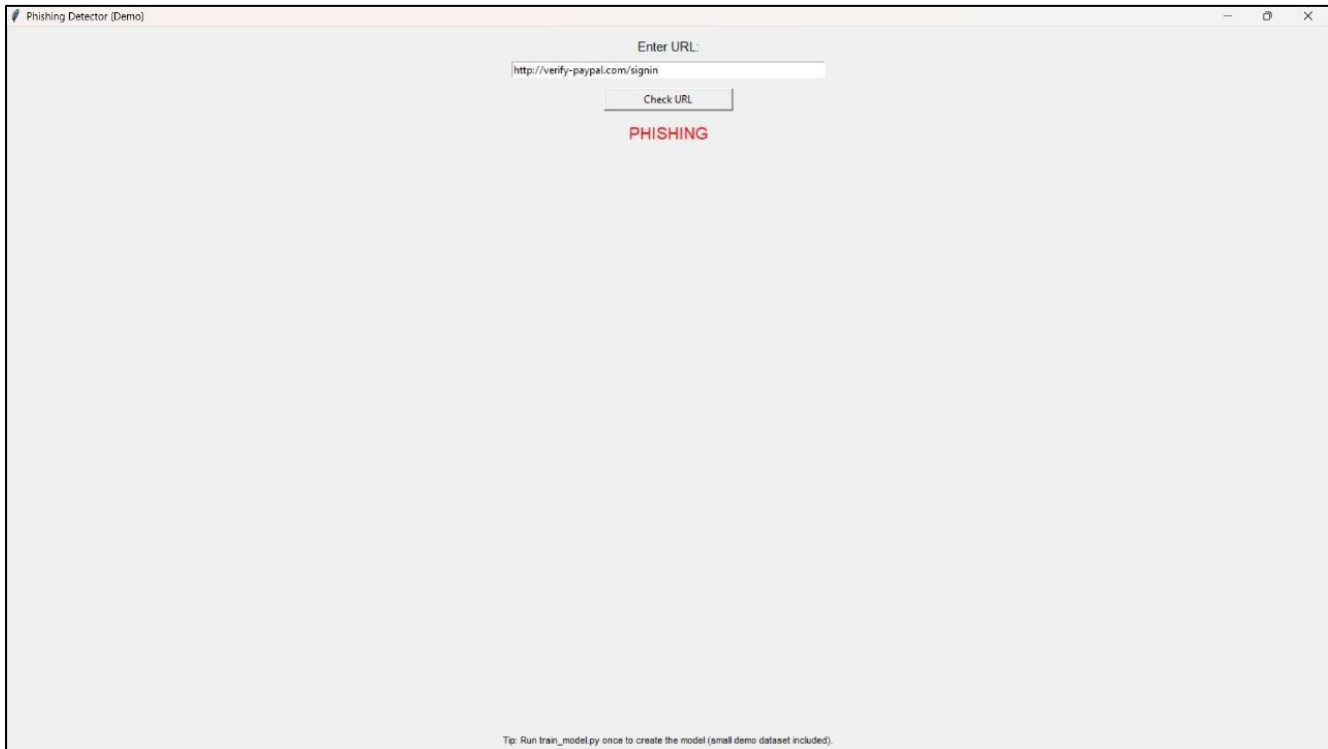 Phishing Detector (Demo)
Enter URL:
http://verify-paypal.com/signin
Check URL
PHISHING
Tip: Run train_model.py once to create the model (small demo dataset included).